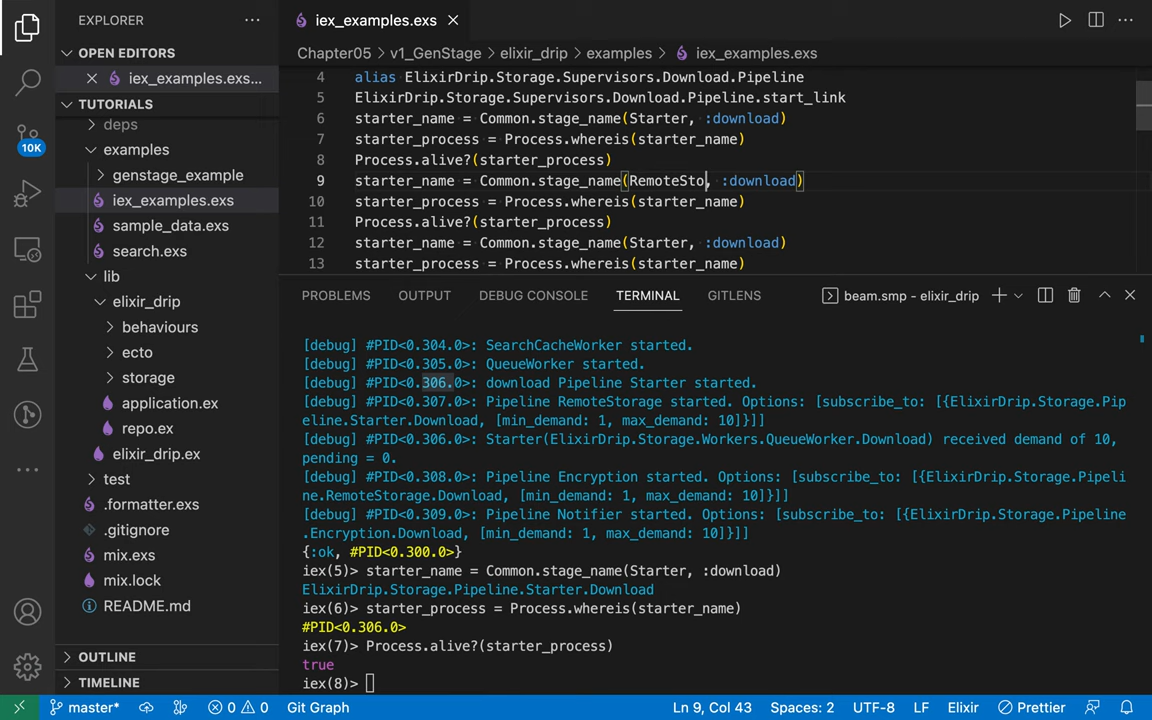 EXPLORER
OPEN EDITORS
iex_examples.exs...
TUTORIALS
deps
examples
genstage_example
iex_examples.exs
sample_data.exs
search.exs
lib
elixir_drip
behaviours
ecto
storage
application.ex
repo.ex
elixir_drip.ex
test
.formatter.exs
.gitignore
mix.exs
mix.lock
README.md
OUTLINE
TIMELINE
10K
iex_examples.exs
Chapter05 > v1_GenStage > elixir_drip > examples > iex_examples.exs
4 alias ElixirDrip.Storage.Supervisors.Download.Pipeline
5 ElixirDrip.Storage.Supervisors.Download.Pipeline.start_link
6 starter_name = Common.stage_name(Starter, :download)
7 starter_process = Process.whereis(starter_name)
8 Process.alive?(starter_process)
9 starter_name = Common.stage_name(RemoteSto, :download)
10 starter_process = Process.whereis(starter_name)
11 Process.alive?(starter_process)
12 starter_name = Common.stage_name(Starter, :download)
13 starter_process = Process.whereis(starter_name)
PROBLEMS OUTPUT DEBUG CONSOLE TERMINAL GITLENS beam.smp - elixir_drip
[debug] #PID<0.304.0>: SearchCacheWorker started.
[debug] #PID<0.305.0>: QueueWorker started.
[debug] #PID<0.306.0>: download Pipeline Starter started.
[debug] #PID<0.307.0>: Pipeline RemoteStorage started. Options: [subscribe_to: [{ElixirDrip.Storage.Pip
eline.Starter.Download, [min_demand: 1, max_demand: 10]}]]
[debug] #PID<0.306.0>: Starter(ElixirDrip.Storage.Workers.QueueWorker.Download) received demand of 10,
pending = 0.
[debug] #PID<0.308.0>: Pipeline Encryption started. Options: [subscribe_to: [{ElixirDrip.Storage.Pipeli
ne.RemoteStorage.Download, [min_demand: 1, max_demand: 10]}]]
[debug] #PID<0.309.0>: Pipeline Notifier started. Options: [subscribe_to: [{ElixirDrip.Storage.Pipeline
.Encryption.Download, [min_demand: 1, max_demand: 10]}]]
{:ok, #PID<0.300.0>}
iex(5)> starter_name = Common.stage_name(Starter, :download)
ElixirDrip.Storage.Pipeline.Starter.Download
iex(6)> starter_process = Process.whereis(starter_name)
#PID<0.306.0>
iex(7)> Process.alive?(starter_process)
true
iex(8)>
master* 0 0 Git Graph Ln 9, Col 43 Spaces: 2 UTF-8 LF Elixir Prettier